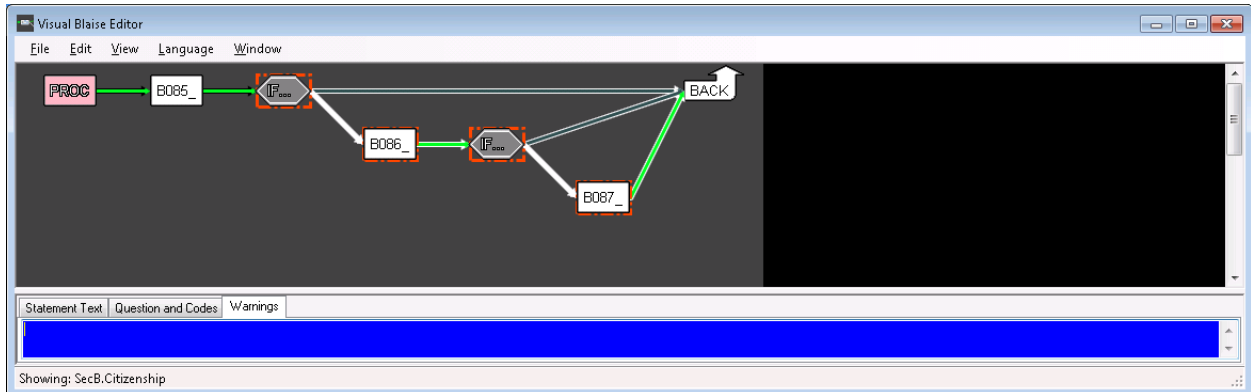 Visual Blaise Editor
File Edit View Language Window
PROC B085_ IF... BACK
B086_ IF...
B087_
Statement Text Question and Codes Warnings
Showing: SecB.Citizenship